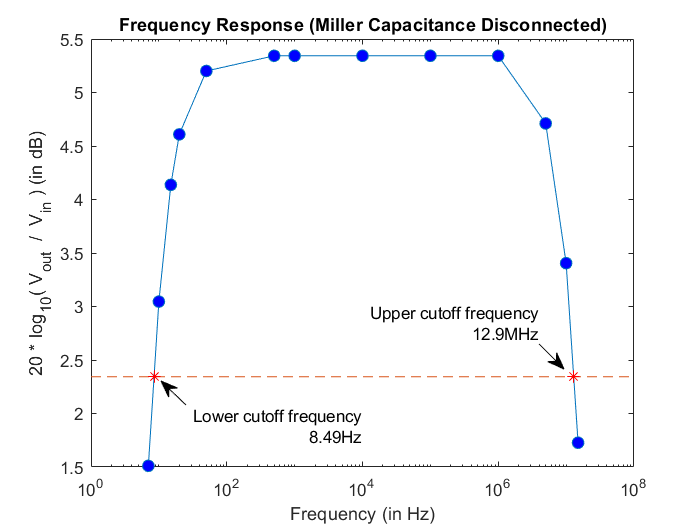 Frequency Response (Miller Capacitance Disconnected)
20 * log10( Vout / Vin ) (in dB)
5.5
5
4.5
4
3.5
3
2.5
2
1.5
Upper cutoff frequency
12.9MHz
Lower cutoff frequency
8.49Hz
10^0 10^2 10^4 10^6 10^8
Frequency (in Hz)